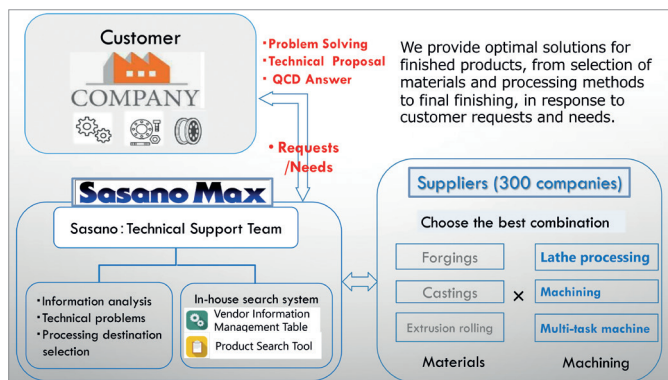 Customer
COMPANY
• Problem Solving
• Technical Proposal
• QCD Answer
• Requests
/Needs
We provide optimal solutions for
finished products, from selection of
materials and processing methods
to final finishing, in response to
customer requests and needs.
Sasano Max
Sasano:Technical Support Team
• Information analysis
• Technical problems
• Processing destination
selection
In-house search system
Vendor Information
Management Table
Product Search Tool
Suppliers (300 companies)
Choose the best combination
Forgings
Castings
Extrusion rolling
×
Lathe processing
Machining
Multi-task machine
Materials
Machining